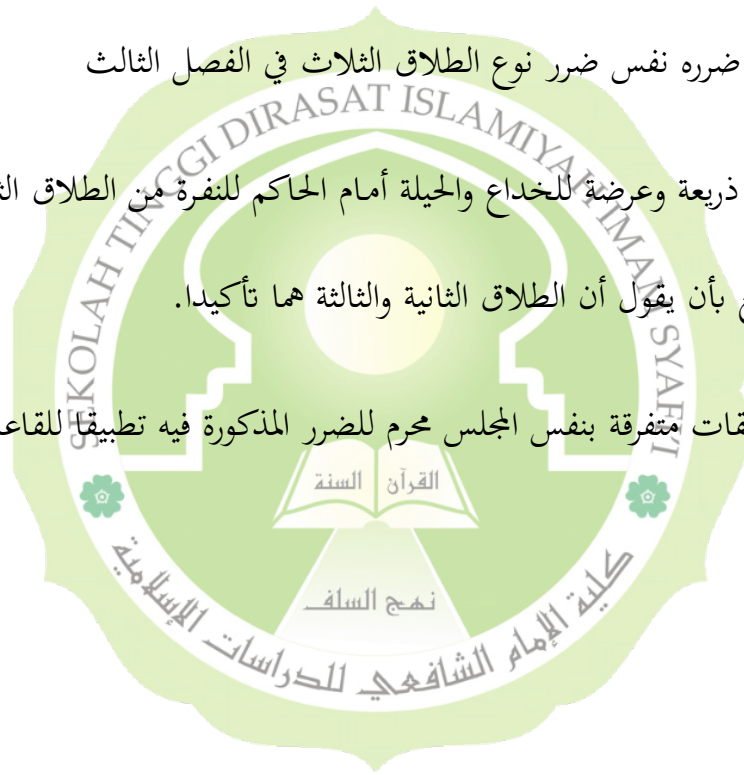 ضرره نفس ضرر نوع الطلاق الثلاث في الفصل الثالث
SEKOLAH TINGGI DIRASAT ISLAMIYAH IMAM SYAFI'I
ذريعة وعرضة للخداع والحيلة أمام الحاكم للنفرة من الطلاق
بأن يقول أن الطلاق الثانية والثالثة هما تأكيدا.
متفرقة بنفس المجلس محرم للضرر المذكورة فيه تطبيقا
القرآن السنة
نهج السلف
كلية الإمام الشافعي للدراسات الإسلامية